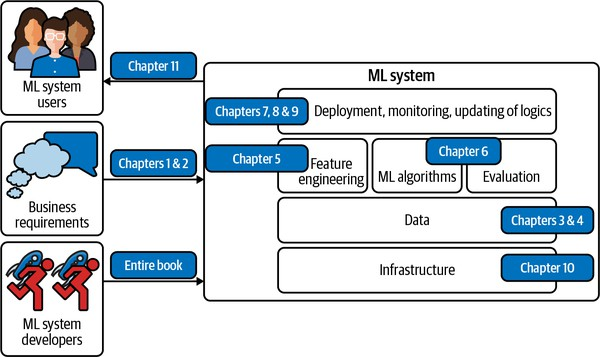 ML system
users
Chapter 11
ML system
Chapters 7, 8 & 9
Deployment, monitoring, updating of logics
Business
requirements
Chapters 1 & 2
Chapter 5
Feature
engineering
ML algorithms
Chapter 6
Evaluation
Data
Chapters 3 & 4
ML system
developers
Entire book
Infrastructure
Chapter 10